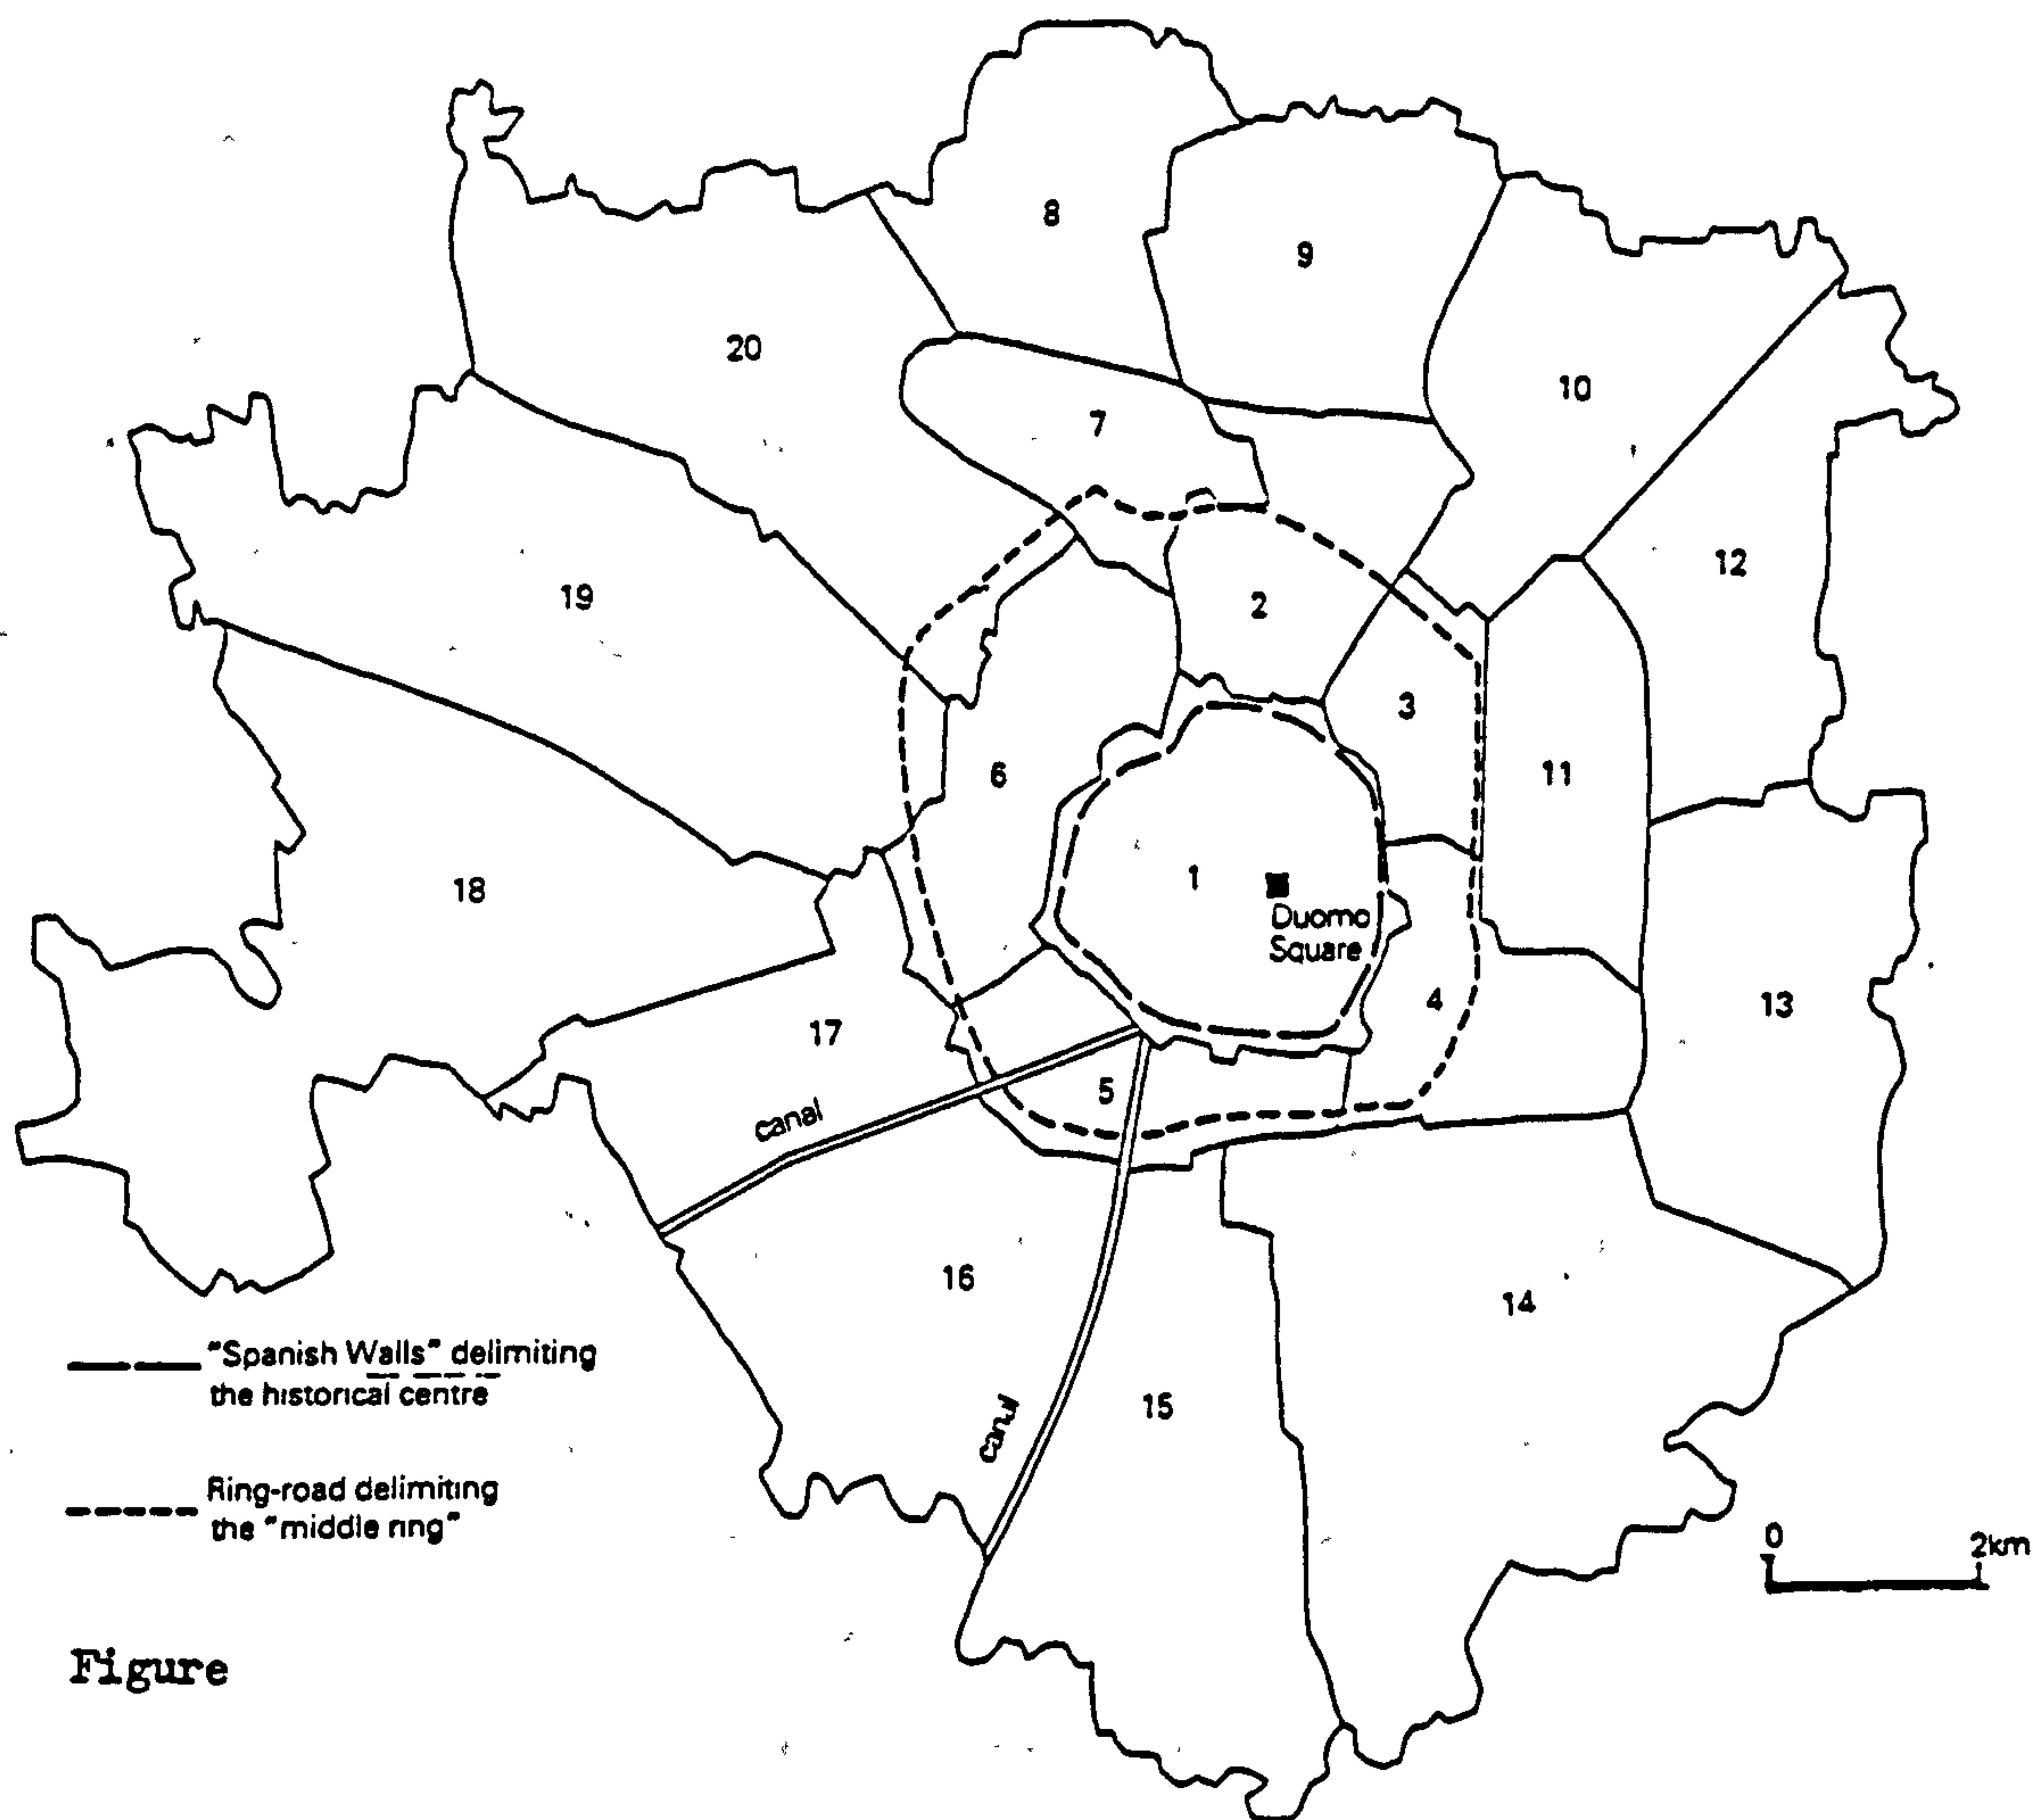 8
9
20
10
7
12
19
2
3
6
11
1
18
Duomo
Square
4
13
17
5
canal
16
14
15
canal
"Spanish Walls" delimiting
the historical centre
Ring-road delimiting
the "middle ring"
0 2km
Figure